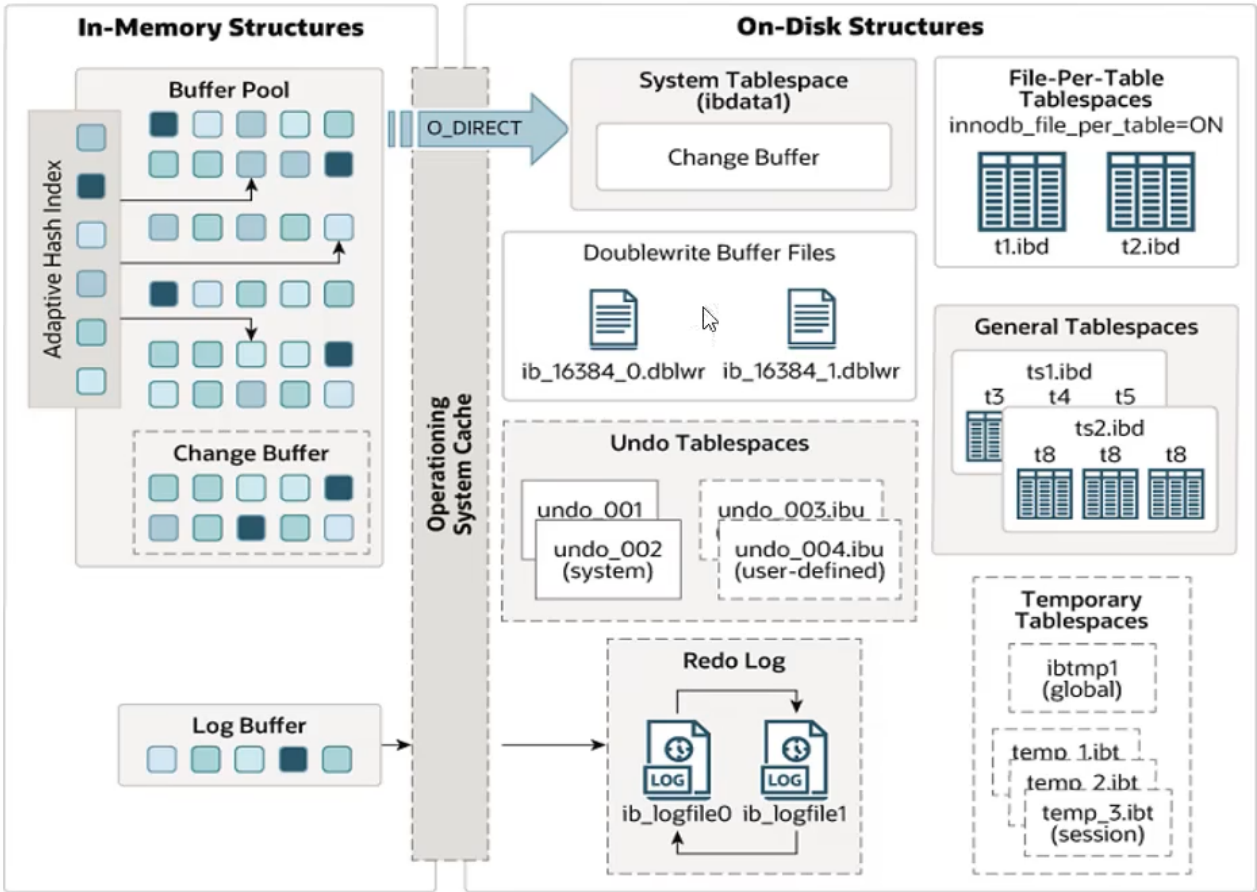 In-Memory Structures
Buffer Pool
Adaptive Hash Index
Change Buffer
Log Buffer
Operationing
System Cache
O_DIRECT
On-Disk Structures
System Tablespace
(ibdata1)
Change Buffer
Doublewrite Buffer Files
ib_16384_0.dblwr
ib_16384_1.dblwr
Undo Tablespaces
undo_001
undo_002
(system)
undo_003.ibu
undo_004.ibu
(user-defined)
Redo Log
LOG
LOG
ib_logfile0
ib_logfile1
File-Per-Table
Tablespaces
innodb_file_per_table=ON
t1.ibd
t2.ibd
General Tablespaces
ts1.ibd
t3 t4 t5
ts2.ibd
t8 t8 t8
Temporary
Tablespaces
ibtmp1
(global)
temp_1.ibt
temp_2.ibt
temp_3.ibt
(session)